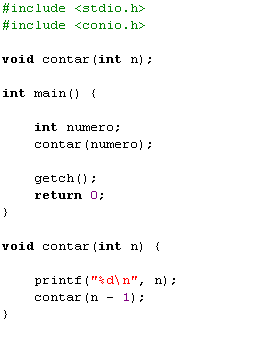 #include <stdio.h>
#include <conio.h>

void contar(int n);

int main() {

    int numero;
    contar(numero);

    getch();
    return 0;
}

void contar(int n) {

    printf("%d\n", n);
    contar(n - 1);
}